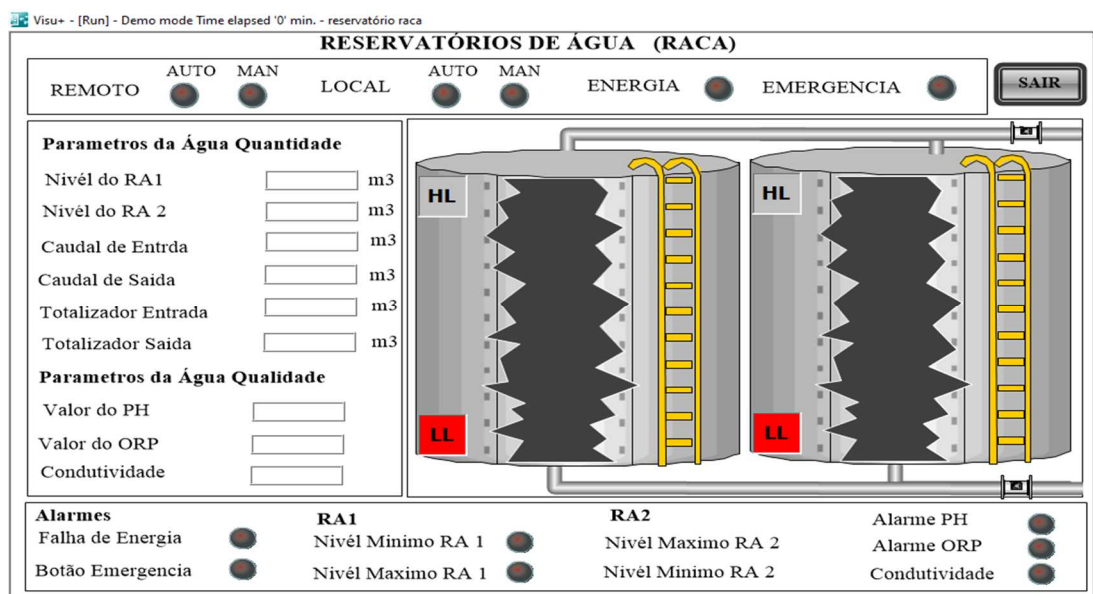 Visu+ - [Run] - Demo mode Time elapsed '0' min. - reservatório raca
RESERVATÓRIOS DE ÁGUA (RACA)
REMOTO AUTO MAN LOCAL AUTO MAN ENERGIA EMERGENCIA SAIR
Parametros da Água Quantidade
Nivél do RA1 m3
Nivél do RA 2 m3
Caudal de Entrda m3
Caudal de Saida m3
Totalizador Entrada m3
Totalizador Saida m3
Parametros da Água Qualidade
Valor do PH
Valor do ORP
Condutividade
HL HL
LL LL
Alarmes RA1 RA2
Falha de Energia Nivél Minimo RA 1 Nivél Maximo RA 2 Alarme PH
Alarme ORP
Botão Emergencia Nivél Maximo RA 1 Nivél Minimo RA 2 Condutividade